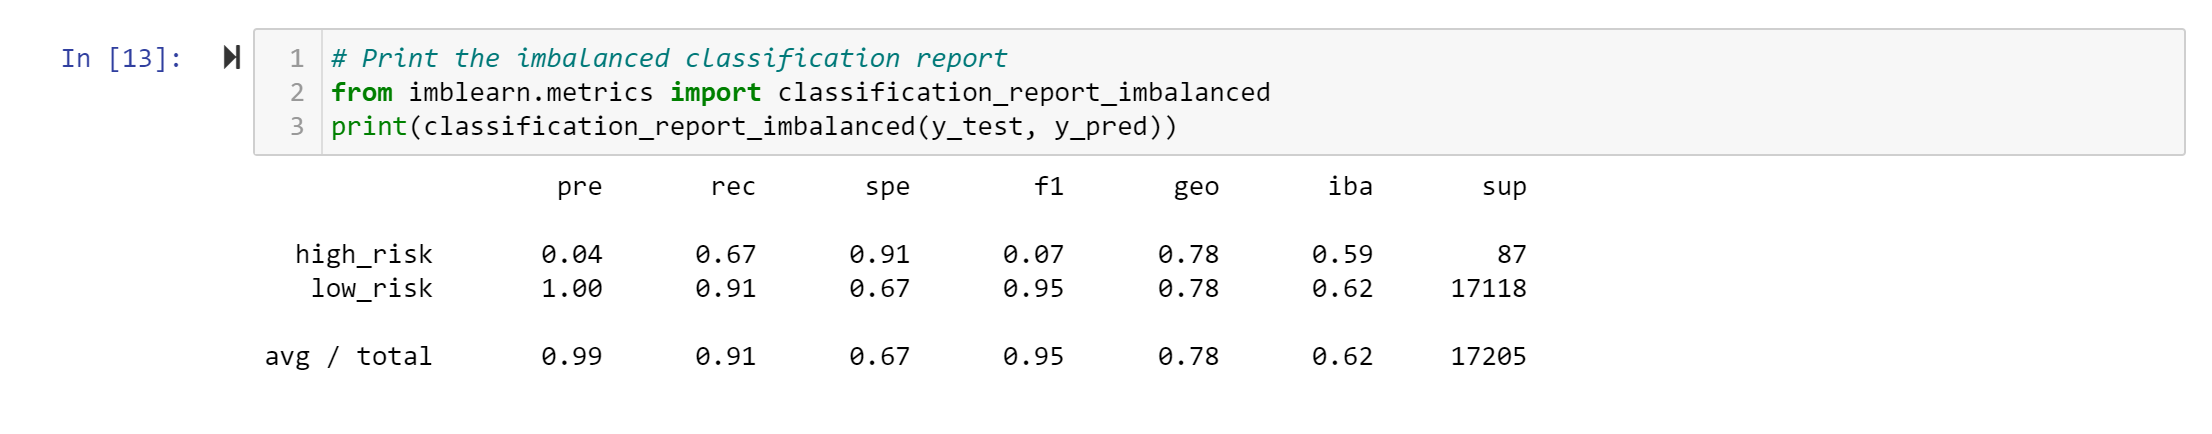 In [13]:
1 # Print the imbalanced classification report
2 from imblearn.metrics import classification_report_imbalanced
3 print(classification_report_imbalanced(y_test, y_pred))
pre rec spe f1 geo iba sup
high_risk 0.04 0.67 0.91 0.07 0.78 0.59 87
low_risk 1.00 0.91 0.67 0.95 0.78 0.62 17118
avg / total 0.99 0.91 0.67 0.95 0.78 0.62 17205